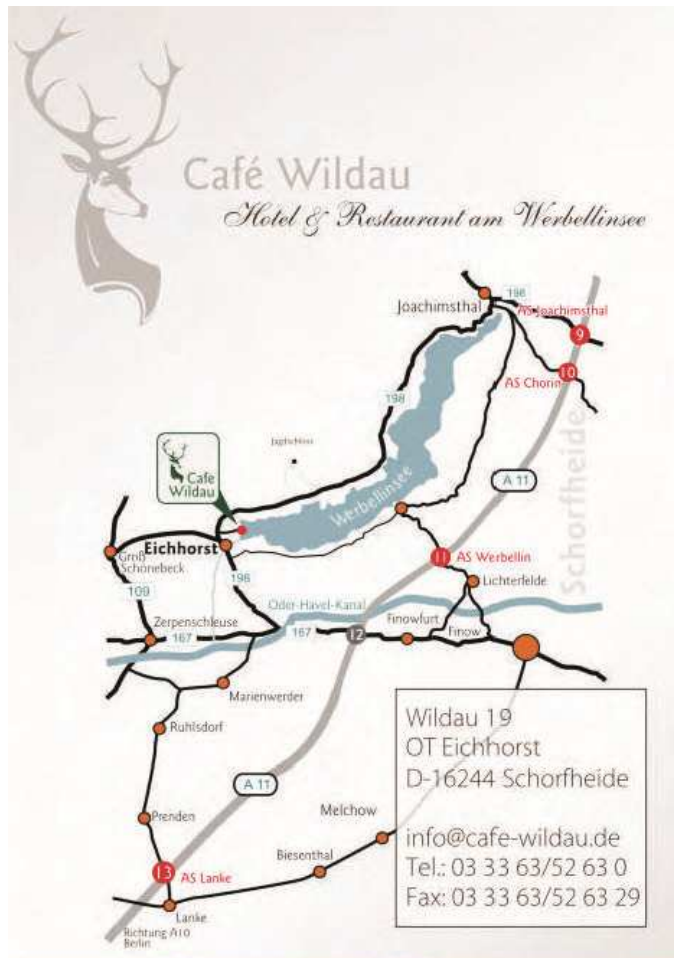 Café Wildau
Hotel & Restaurant am Werbellinsee
Joachimsthal
198
AS Joachimsthal
9
10
AS Chorin
198
Jagdschloss
Schorfheide
Cafe
Wildau
Werbellinsee
A 11
Eichhorst
Groß
Schönebeck
11
AS Werbellin
Lichterfelde
109
198
Oder-Havel-Kanal
Zerpenschleuse
167
167
12
Finowfurt
Finow
Marienwerder
Ruhlsdorf
A 11
Prenden
Melchow
Biesenthal
13
AS Lanke
Lanke
Richtung A10
Berlin
Wildau 19
OT Eichhorst
D-16244 Schorfheide
info@cafe-wildau.de
Tel.: 03 33 63/52 63 0
Fax: 03 33 63/52 63 29